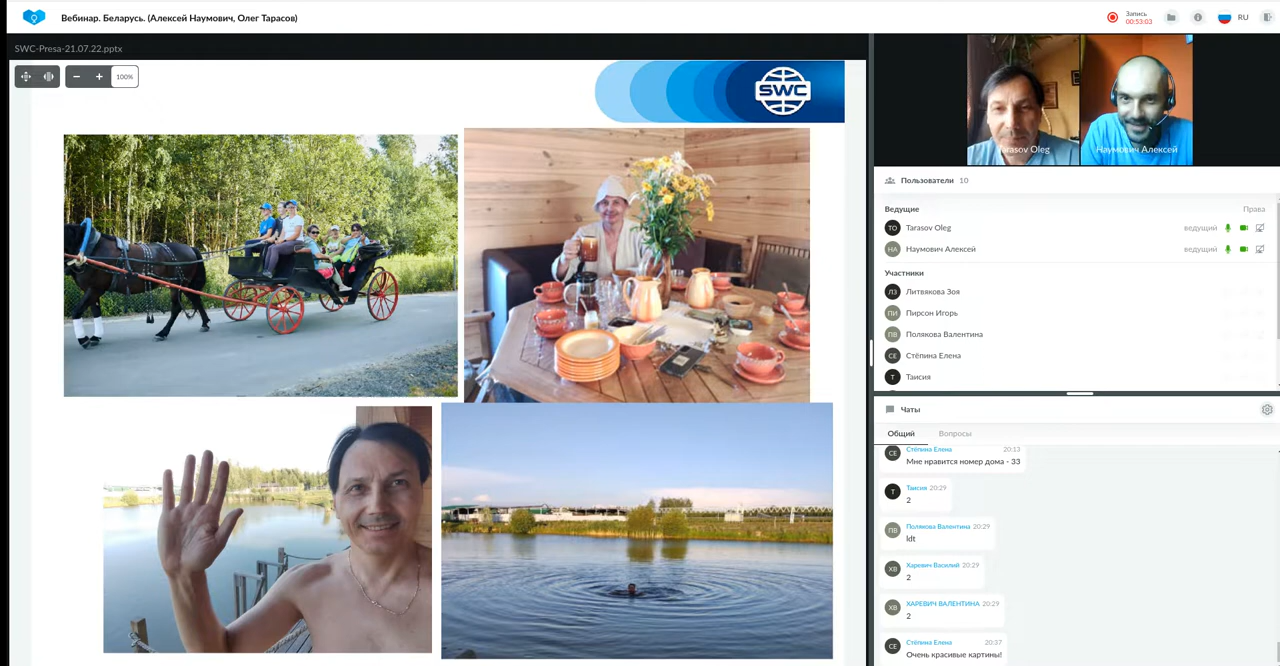 Вебинар. Беларусь. (Алексей Наумович, Олег Тарасов)
Запись
00:53:03
RU
SWC-Presa-21.07.22.pptx
100%
SWC
Tarasov Oleg
Наумович Алексей
Пользователи 10
Ведущие Права
TO Tarasov Oleg ведущий
НА Наумович Алексей ведущий
Участники
ЛЗ Литвякова Зоя
ПИ Пирсон Игорь
ПВ Полякова Валентина
СЕ Стёпина Елена
Т Таисия
Чаты
Общий Вопросы
СЕ Стёпина Елена 20:13
Мне нравится номер дома - 33
Т Таисия 20:29
2
ПВ Полякова Валентина 20:29
ldt
ХВ Харевич Василий 20:29
2
ХВ ХАРЕВИЧ ВАЛЕНТИНА 20:29
2
СЕ Стёпина Елена 20:37
Очень красивые картины!